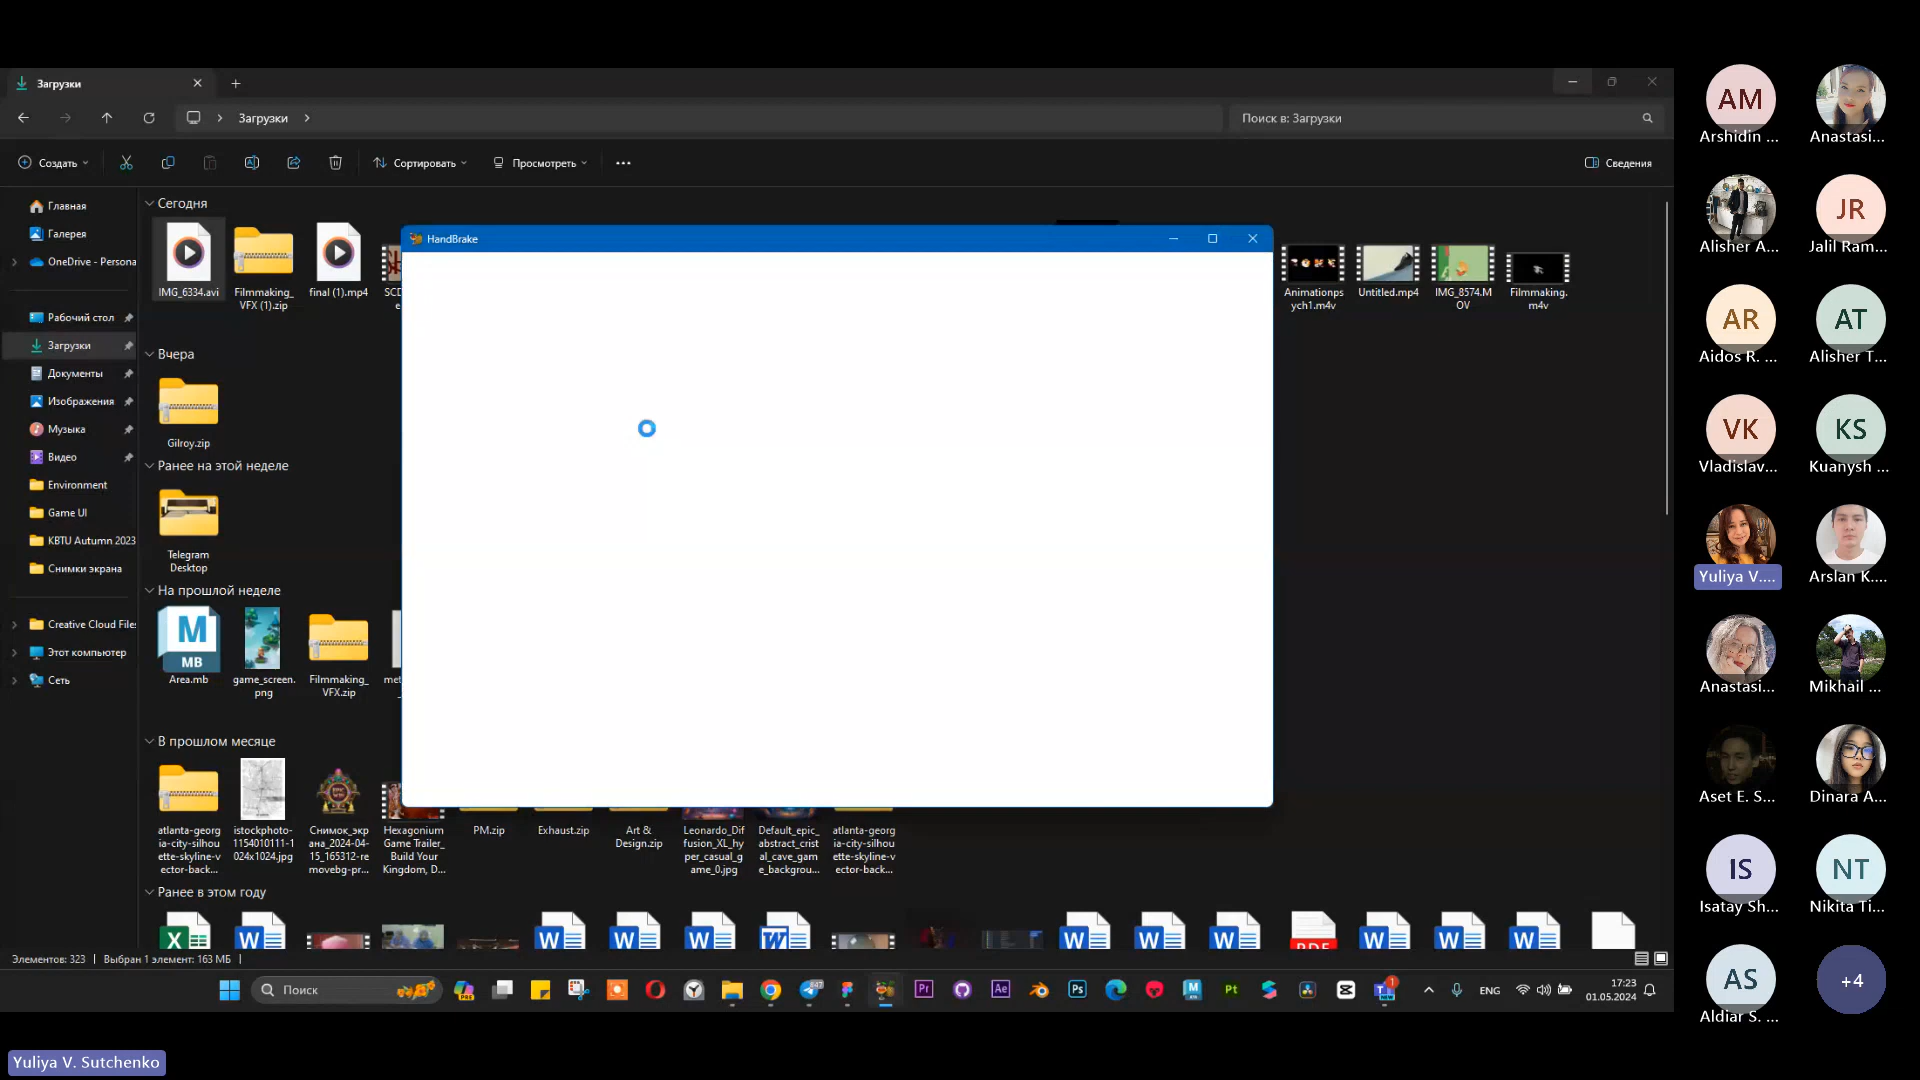 Загрузки
Загрузки
Поиск в: Загрузки
Создать
Сортировать
Просмотреть
Сведения
Главная
Галерея
OneDrive - Persona
Рабочий стол
Загрузки
Документы
Изображения
Музыка
Видео
Environment
Game UI
KBTU Autumn 2023
Снимки экрана
Creative Cloud Files
Этот компьютер
Сеть
Сегодня
IMG_6334.avi
Filmmaking_
VFX (1).zip
final (1).mp4
HandBrake
Animationps
ych1.m4v
Untitled.mp4
IMG_8574.M
OV
Filmmaking.
m4v
Вчера
Gilroy.zip
Ранее на этой неделе
Telegram
Desktop
На прошлой неделе
M
MB
Area.mb
game_screen.
png
Filmmaking_
VFX.zip
В прошлом месяце
atlanta-georg
ia-city-silhou
ette-skyline-v
ector-back...
istockphoto-
1154010111-1
024x1024.jpg
Снимок_экр
ана_2024-04-
15_165312-re
movebg-pr...
Hexagonium
Game Trailer_
Build Your
Kingdom, D...
PM.zip
Exhaust.zip
Art &
Design.zip
Leonardo_Dif
fusion_XL_hy
per_casual_g
ame_0.jpg
Default_epic_
abstract_crist
al_cave_gam
e_backgrou...
atlanta-georg
ia-city-silhou
ette-skyline-v
ector-back...
Ранее в этом году
Элементов: 323
Выбран 1 элемент: 163 МБ
Поиск
ENG
17:23
01.05.2024
AM
Arshidin ...
Anastasi...
Alisher A...
JR
Jalil Ram...
AR
Aidos R. ...
AT
Alisher T...
VK
Vladislav...
KS
Kuanysh ...
Yuliya V....
Arslan K....
Anastasi...
Mikhail ...
Aset E. S...
Dinara A...
IS
Isatay Sh...
NT
Nikita Ti...
AS
Aldiar S. ...
+4
Yuliya V. Sutchenko